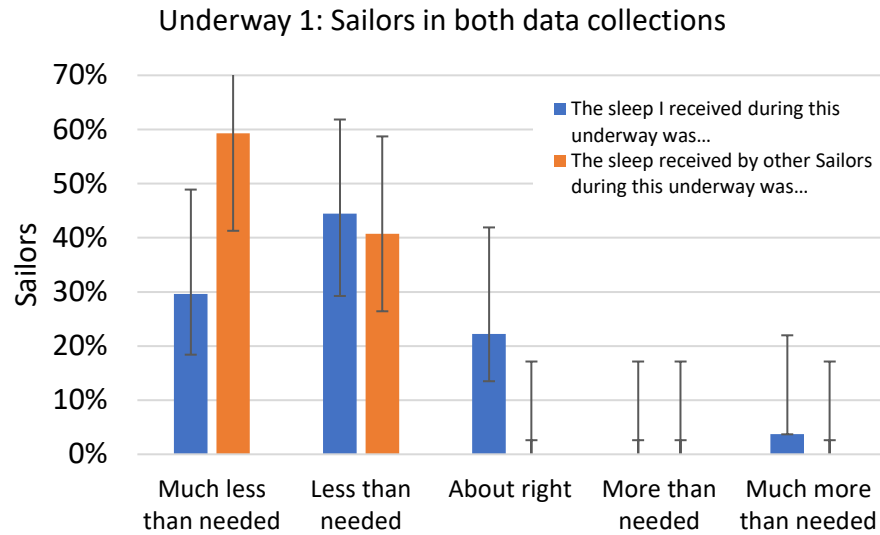 Underway 1: Sailors in both data collections
70%
60%
50%
40%
30%
20%
10%
0%
Sailors
The sleep I received during this
underway was...
The sleep received by other Sailors
during this underway was...
Much less
than needed
Less than
needed
About right
More than
needed
Much more
than needed